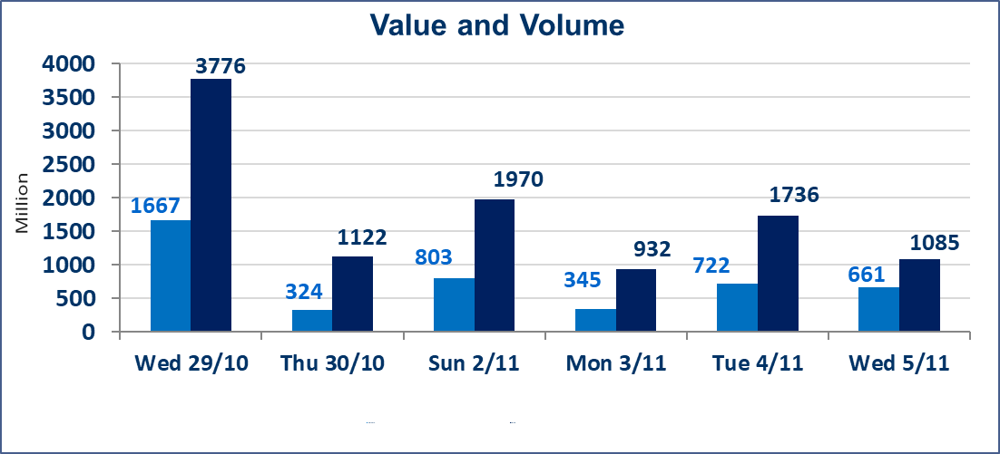 Value and Volume
4000
3500
3000
2500
2000
1500
1000
500
0
Million
1667
3776
324
1122
803
1970
345
932
722
1736
661
1085
Wed 29/10
Thu 30/10
Sun 2/11
Mon 3/11
Tue 4/11
Wed 5/11